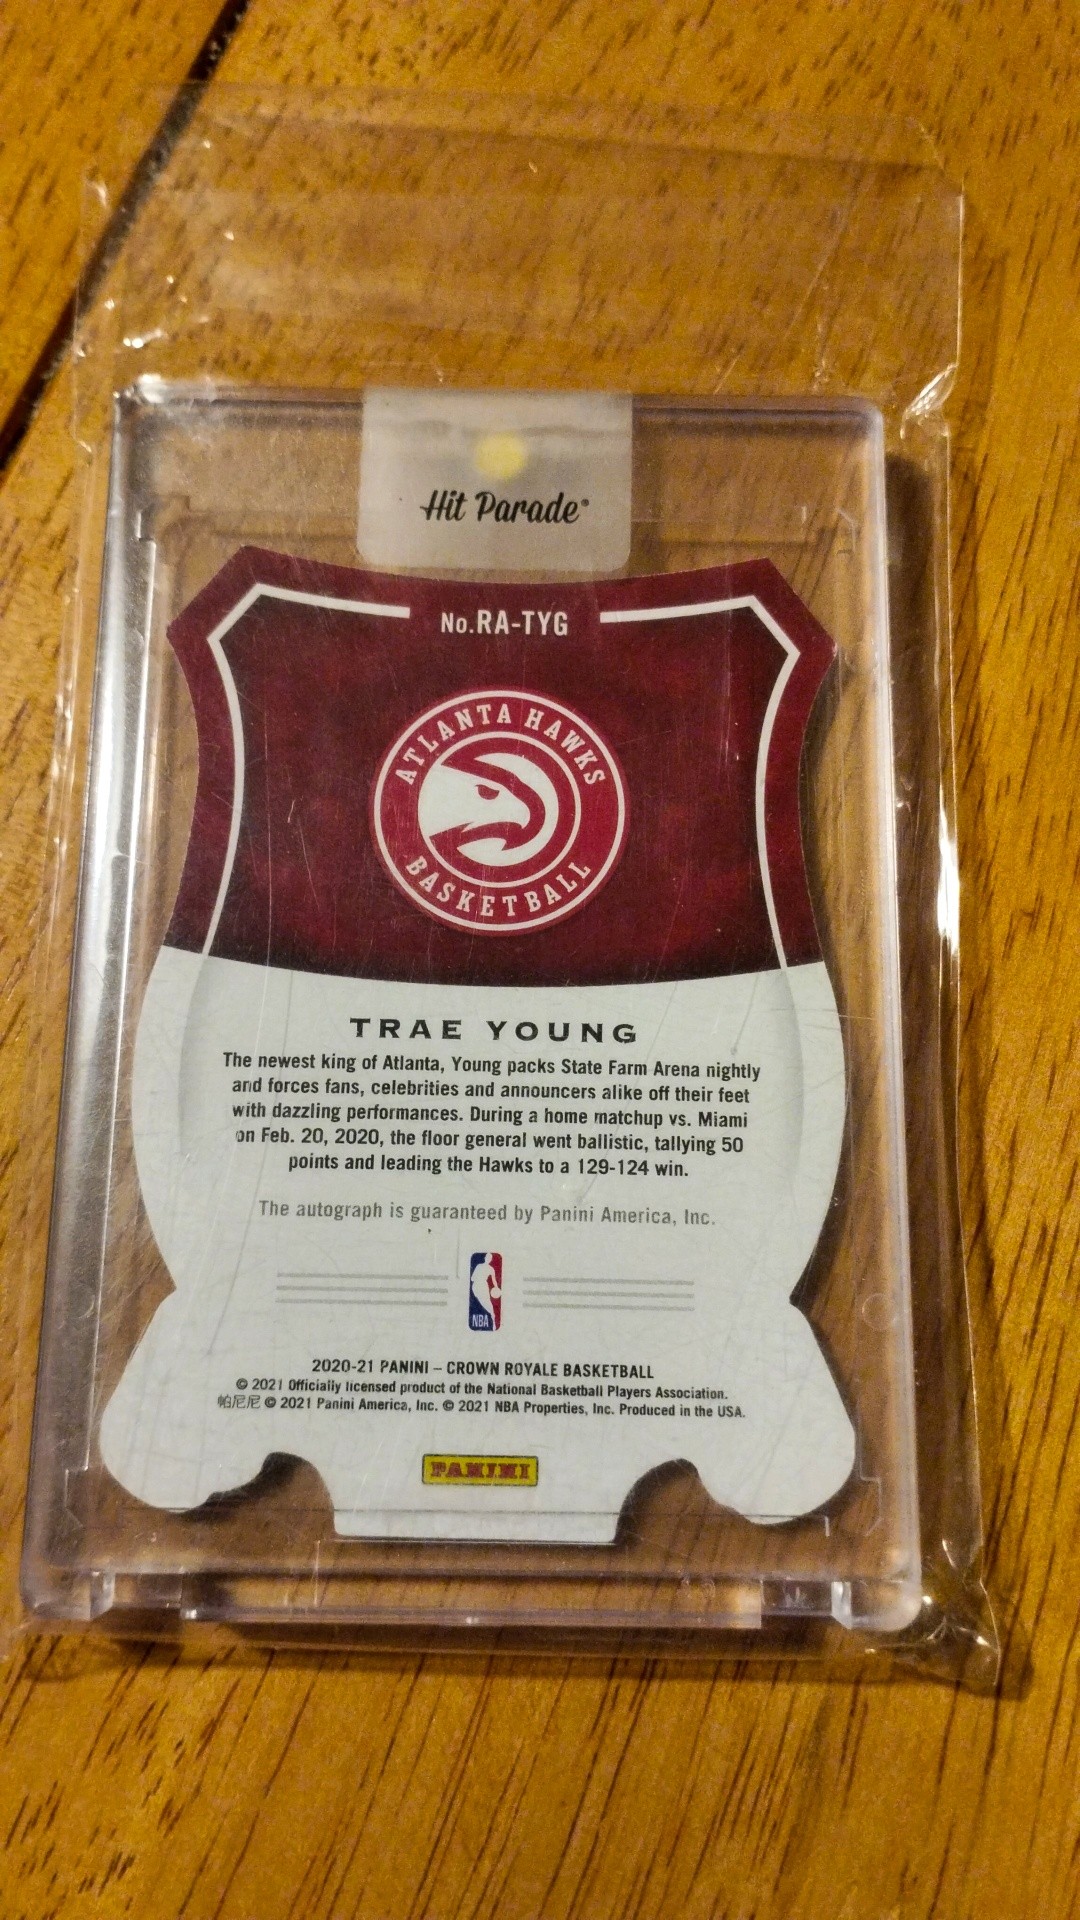 Hit Parade®
No.RA-TYG
ATLANTA HAWKS
BASKETBALL
TRAE YOUNG
The newest king of Atlanta, Young packs State Farm Arena nightly
and forces fans, celebrities and announcers alike off their feet
with dazzling performances. During a home matchup vs. Miami
on Feb. 20, 2020, the floor general went ballistic, tallying 50
points and leading the Hawks to a 129-124 win.
The autograph is guaranteed by Panini America, Inc.
NBA
2020-21 PANINI – CROWN ROYALE BASKETBALL
© 2021 Officially licensed product of the National Basketball Players Association.
帕尼尼 © 2021 Panini America, Inc. © 2021 NBA Properties, Inc. Produced in the USA.
PANINI